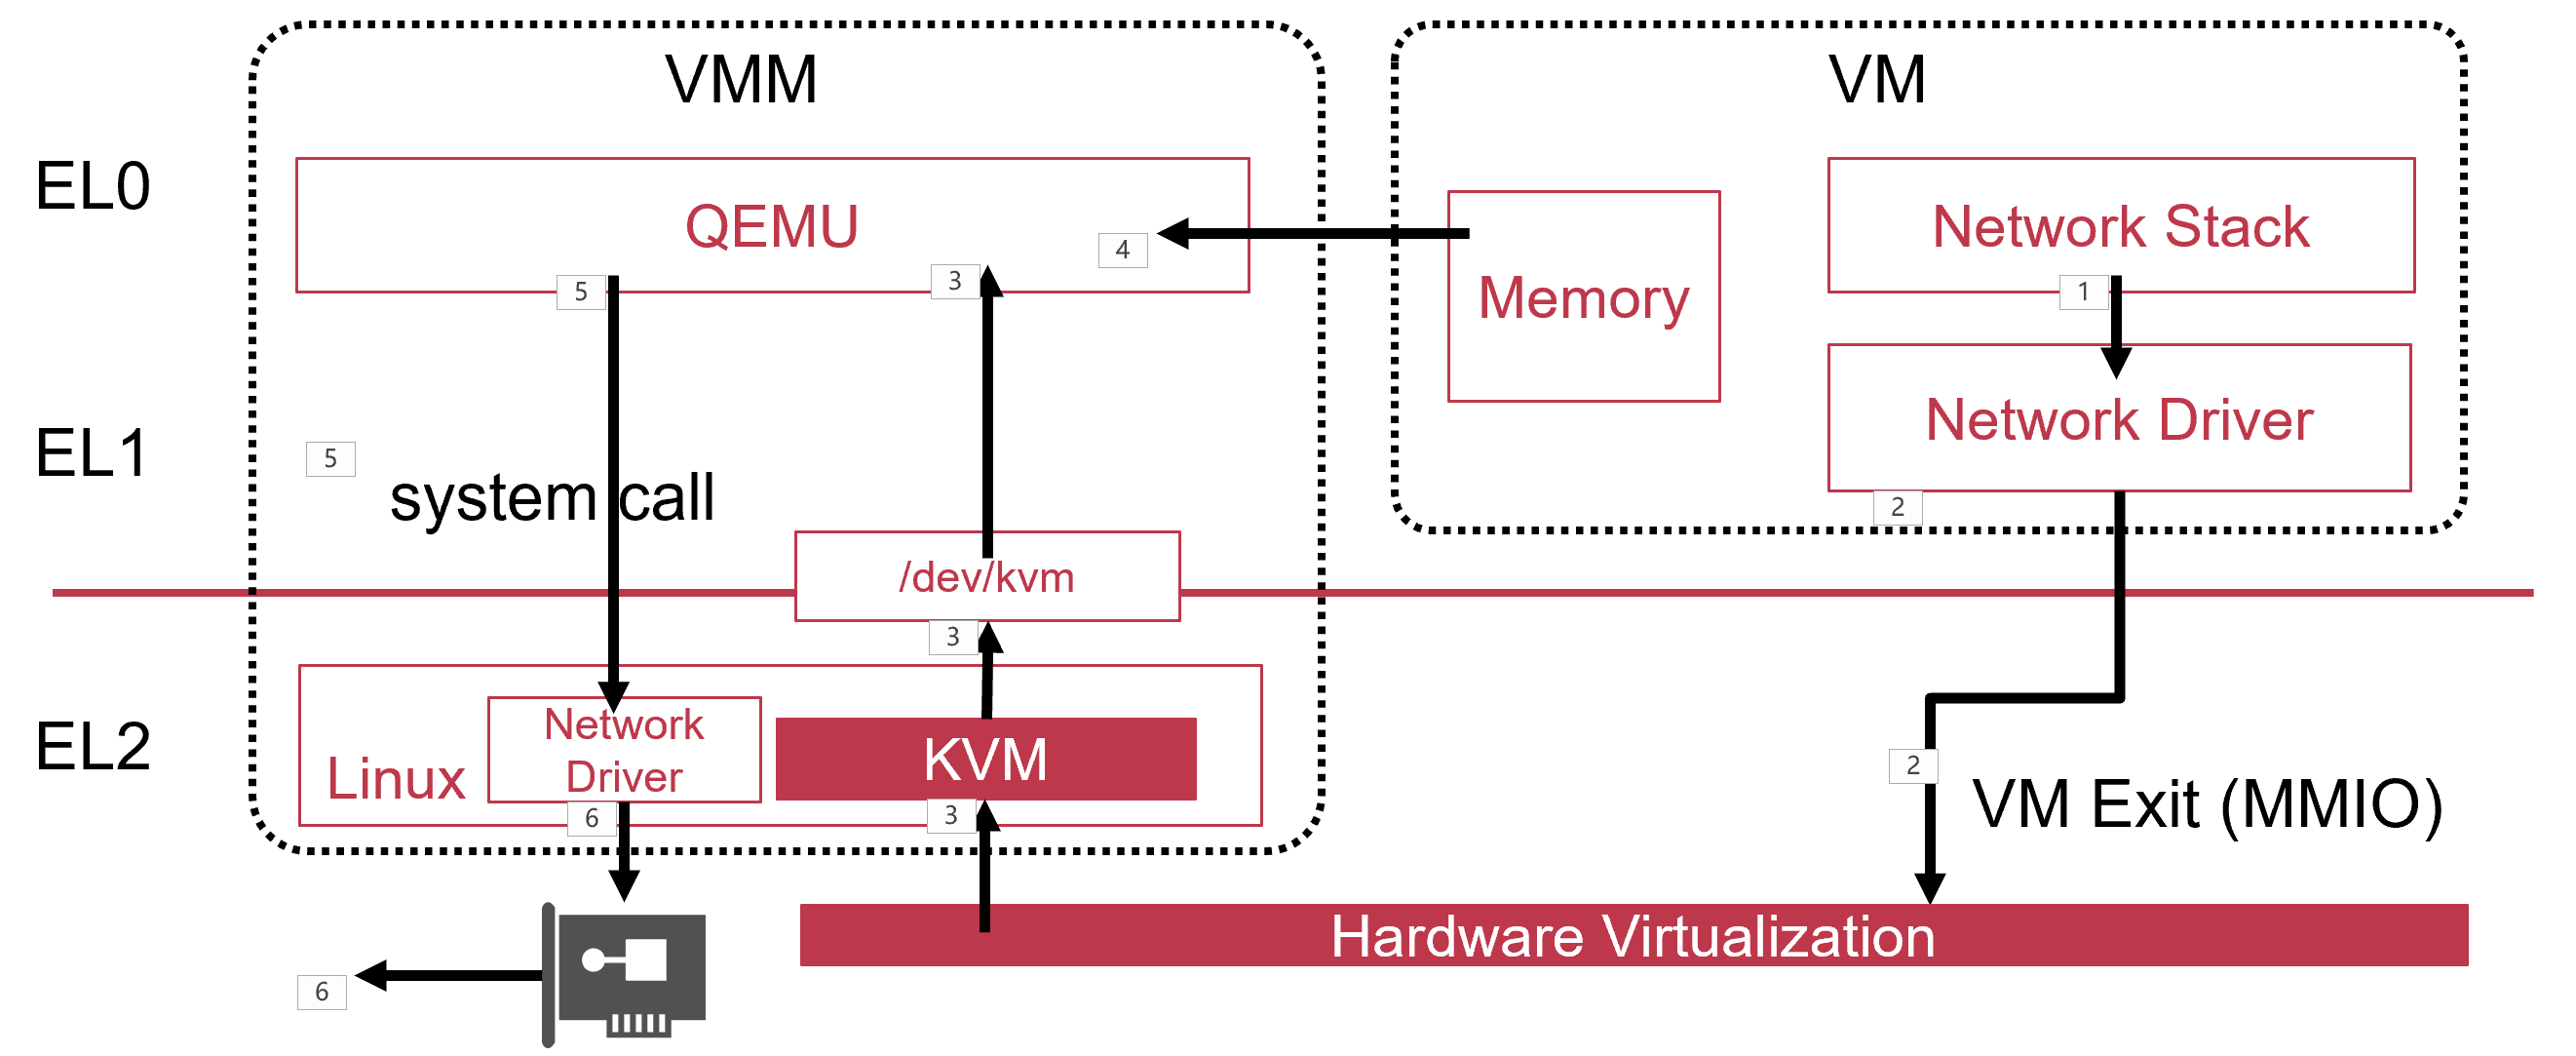 VMM
VM
EL0
QEMU
4
Memory
Network Stack
5
3
1
Network Driver
EL1
5
system call
2
/dev/kvm
3
EL2
Linux
Network
Driver
KVM
2
VM Exit (MMIO)
6
3
Hardware Virtualization
6